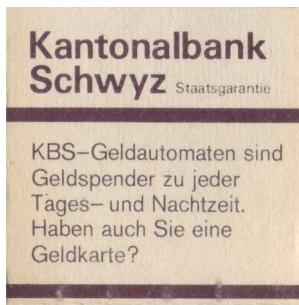 Kantonalbank
Schwyz Staatsgarantie
KBS–Geldautomaten sind
Geldspender zu jeder
Tages– und Nachtzeit.
Haben auch Sie eine
Geldkarte?